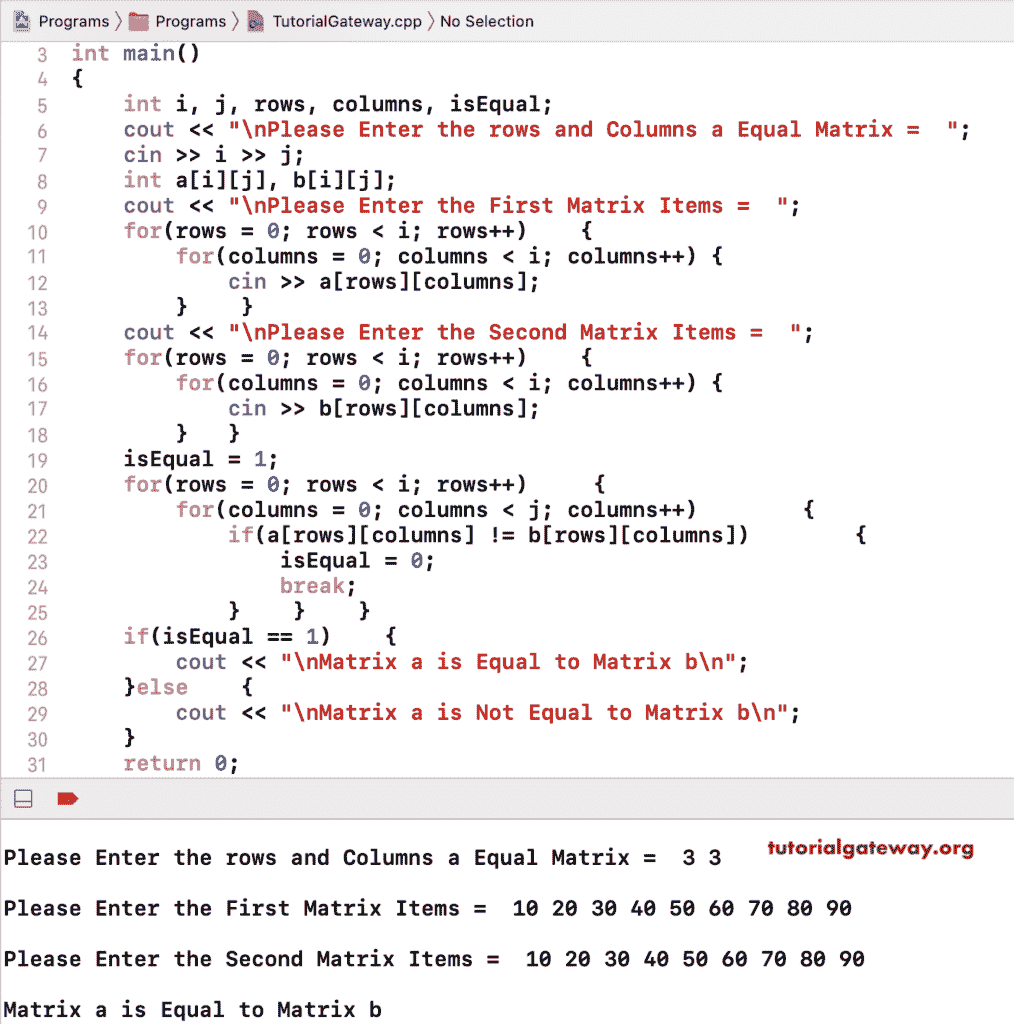 Programs 〉 Programs 〉 TutorialGateway.cpp 〉 No Selection
3 int main()
4 {
5 int i, j, rows, columns, isEqual;
6 cout << "\nPlease Enter the rows and Columns a Equal Matrix =  ";
7 cin >> i >> j;
8 int a[i][j], b[i][j];
9 cout << "\nPlease Enter the First Matrix Items =  ";
10 for(rows = 0; rows < i; rows++)    {
11 for(columns = 0; columns < i; columns++) {
12 cin >> a[rows][columns];
13 }    }
14 cout << "\nPlease Enter the Second Matrix Items =  ";
15 for(rows = 0; rows < i; rows++)    {
16 for(columns = 0; columns < i; columns++) {
17 cin >> b[rows][columns];
18 }   }
19 isEqual = 1;
20 for(rows = 0; rows < i; rows++)     {
21 for(columns = 0; columns < j; columns++)        {
22 if(a[rows][columns] != b[rows][columns])        {
23 isEqual = 0;
24 break;
25 }    }    }
26 if(isEqual == 1)    {
27 cout << "\nMatrix a is Equal to Matrix b\n";
28 }else    {
29 cout << "\nMatrix a is Not Equal to Matrix b\n";
30 }
31 return 0;
Please Enter the rows and Columns a Equal Matrix =  3 3
tutorialgateway.org
Please Enter the First Matrix Items =  10 20 30 40 50 60 70 80 90
Please Enter the Second Matrix Items =  10 20 30 40 50 60 70 80 90
Matrix a is Equal to Matrix b